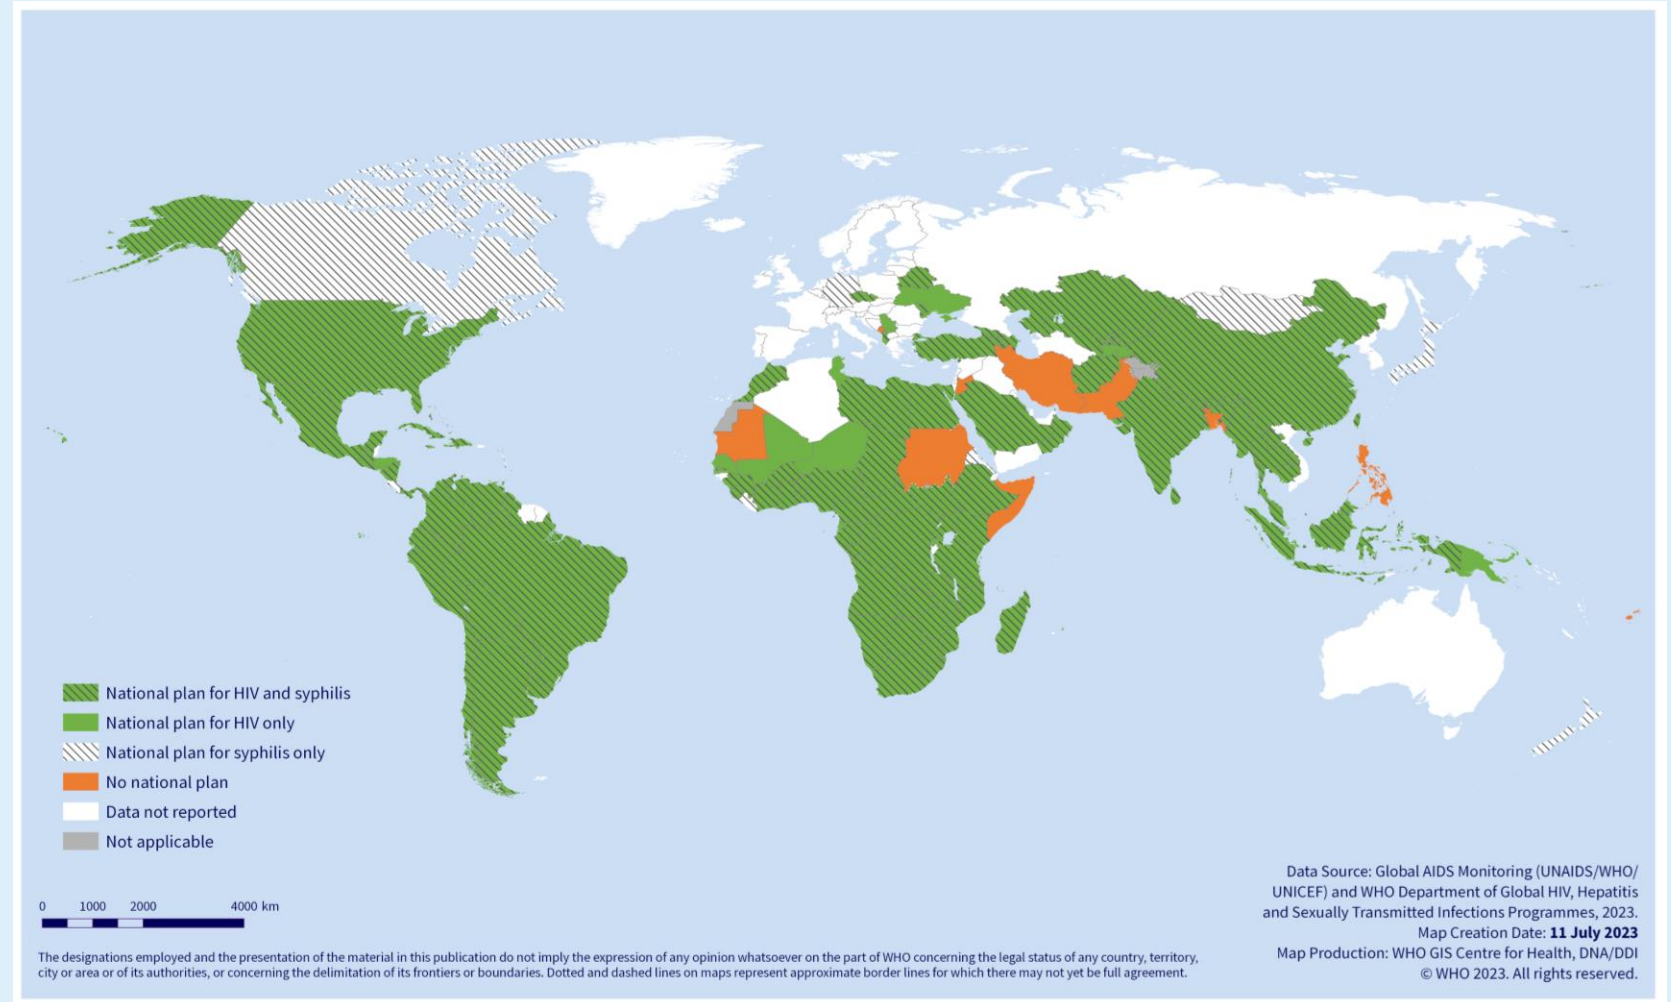 National plan for HIV and syphilis
National plan for HIV only
National plan for syphilis only
No national plan
Data not reported
Not applicable
0 1000 2000 4000 km
Data Source: Global AIDS Monitoring (UNAIDS/WHO/
UNICEF) and WHO Department of Global HIV, Hepatitis
and Sexually Transmitted Infections Programmes, 2023.
Map Creation Date: 11 July 2023
Map Production: WHO GIS Centre for Health, DNA/DDI
© WHO 2023. All rights reserved.
The designations employed and the presentation of the material in this publication do not imply the expression of any opinion whatsoever on the part of WHO concerning the legal status of any country, territory,
city or area or of its authorities, or concerning the delimitation of its frontiers or boundaries. Dotted and dashed lines on maps represent approximate border lines for which there may not yet be full agreement.